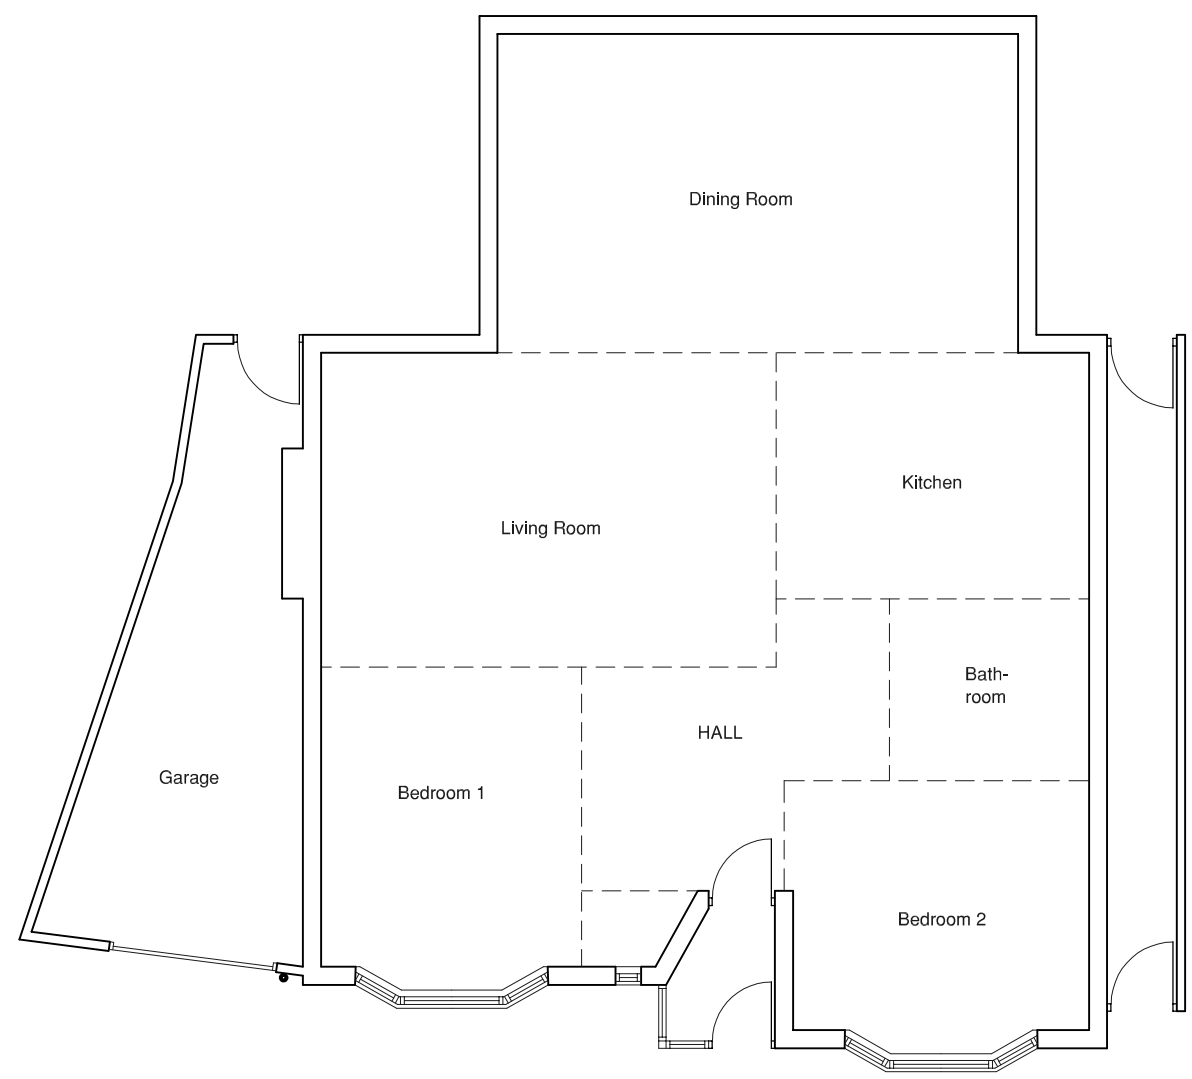 Dining Room
Kitchen
Living Room
Bath-
room
HALL
Garage
Bedroom 1
Bedroom 2